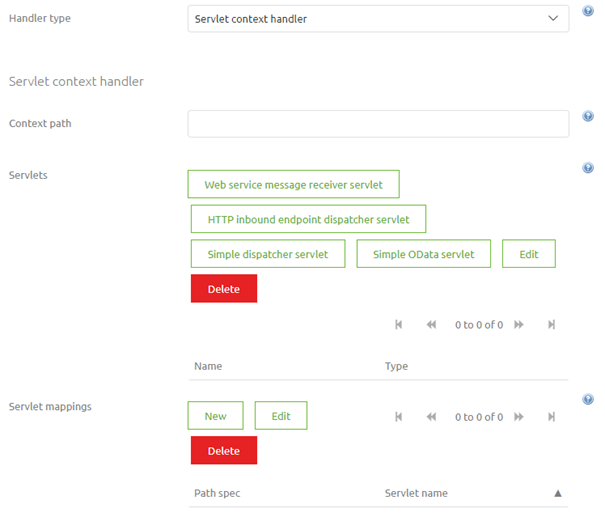 Handler type
Servlet context handler
Servlet context handler
Context path
Servlets
Web service message receiver servlet
HTTP inbound endpoint dispatcher servlet
Simple dispatcher servlet Simple OData servlet Edit
Delete
0 to 0 of 0
Name Type
Servlet mappings
New Edit 0 to 0 of 0
Delete
Path spec Servlet name ▲